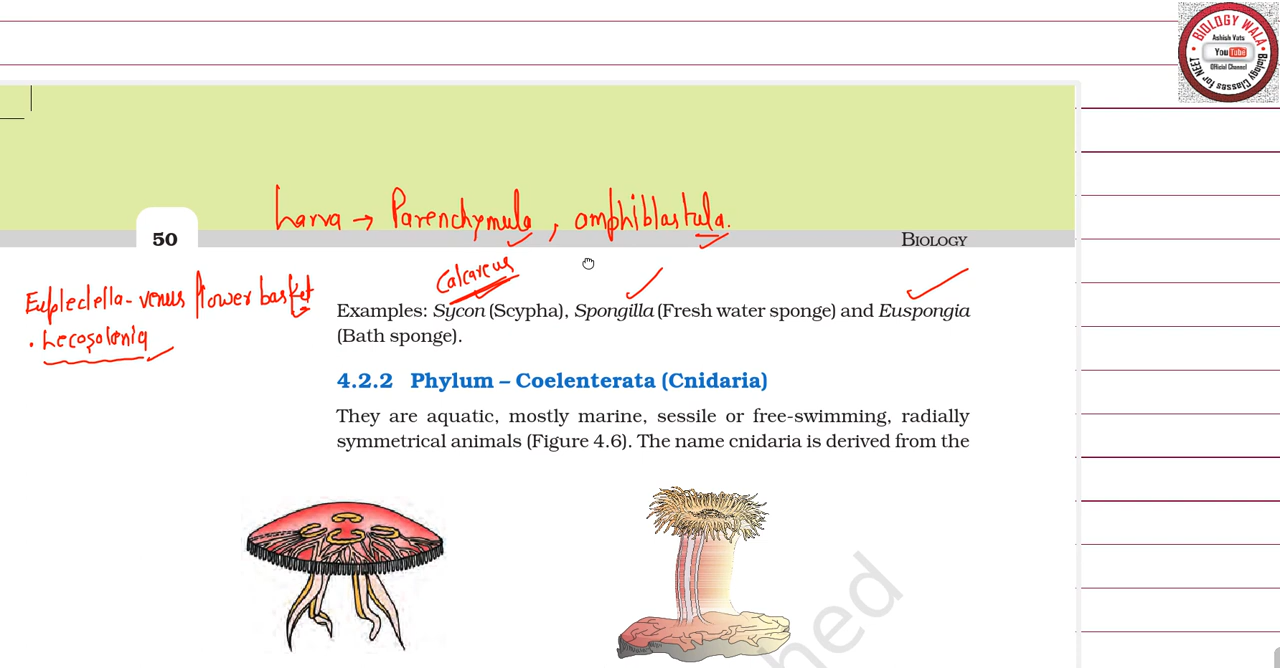 BIOLOGY WALA
Ashish Vats
YouTube
Official Channel
Biology Classes for NEET
Larva → Parenchymula , amphiblastula.
50
BIOLOGY
Calcareus
Euplectella - venus flower basket
Examples: Sycon (Scypha), Spongilla (Fresh water sponge) and Euspongia
. Lecosolenia
(Bath sponge).
4.2.2 Phylum – Coelenterata (Cnidaria)
They are aquatic, mostly marine, sessile or free-swimming, radially
symmetrical animals (Figure 4.6). The name cnidaria is derived from the